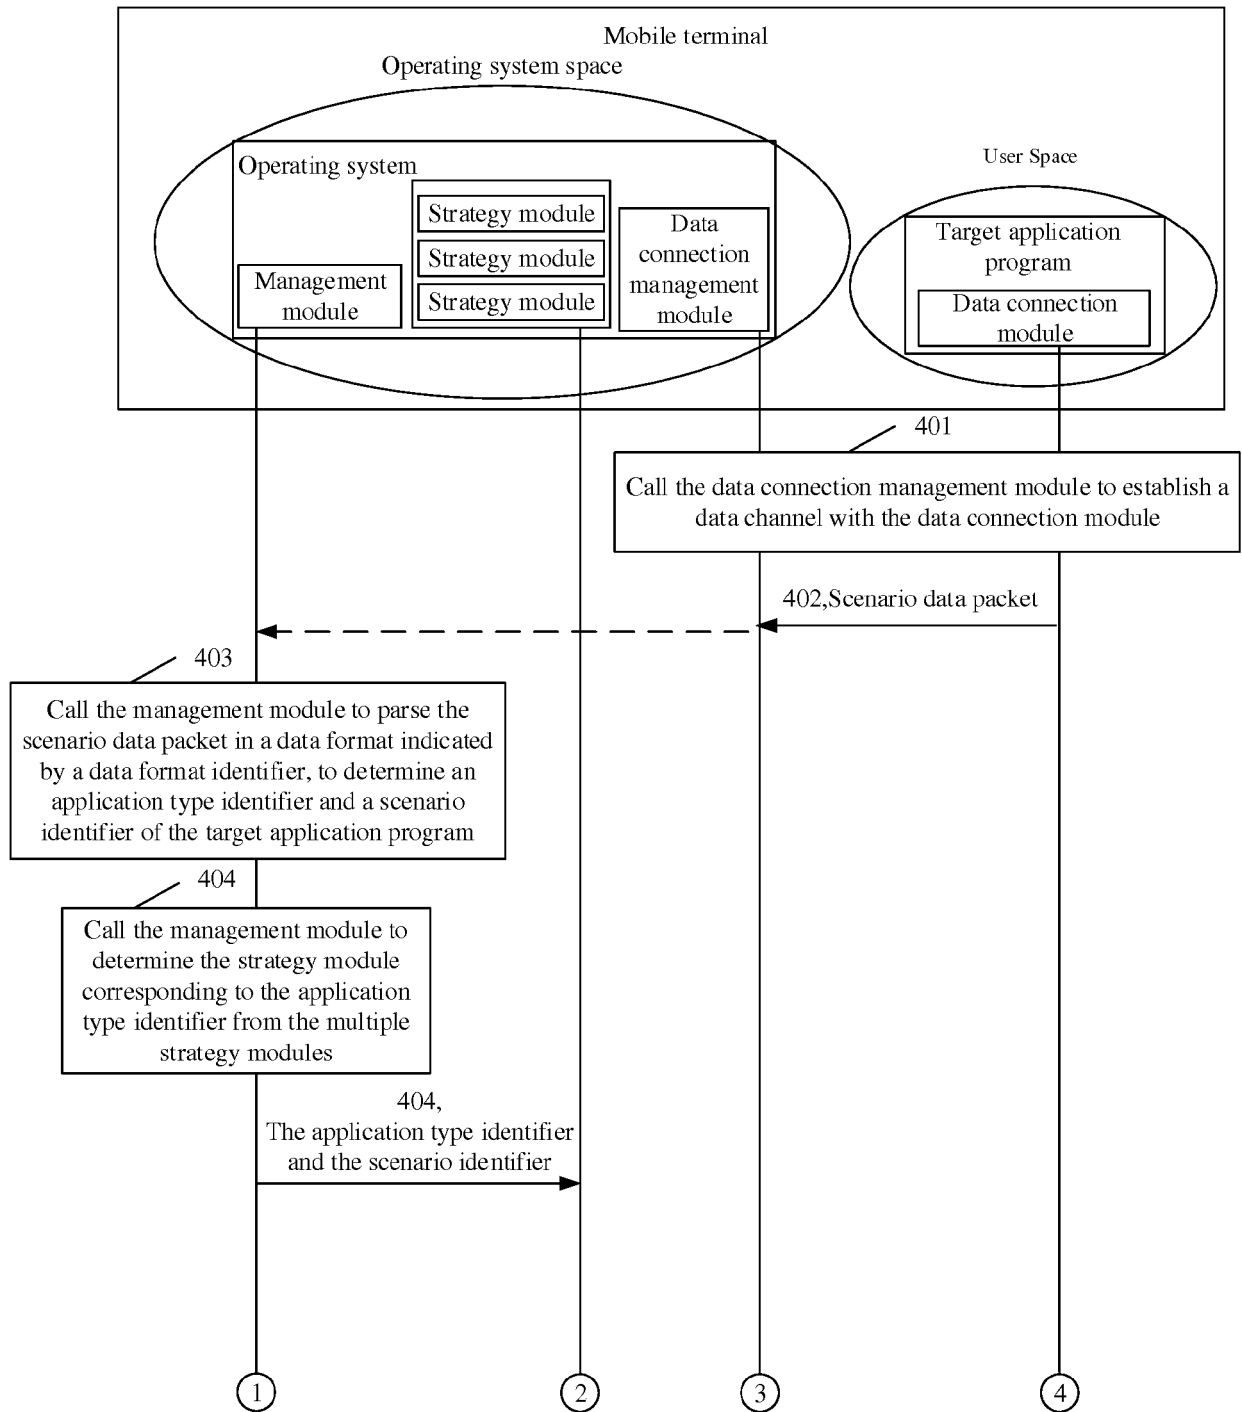 Mobile terminal
Operating system space
Operating system
Strategy module
Strategy module
Strategy module
Management
module
Data
connection
management
module
User Space
Target application
program
Data connection
module
401
Call the data connection management module to establish a
data channel with the data connection module
402,Scenario data packet
403
Call the management module to parse the
scenario data packet in a data format indicated
by a data format identifier, to determine an
application type identifier and a scenario
identifier of the target application program
404
Call the management module to
determine the strategy module
corresponding to the application
type identifier from the multiple
strategy modules
404,
The application type identifier
and the scenario identifier
1
2
3
4